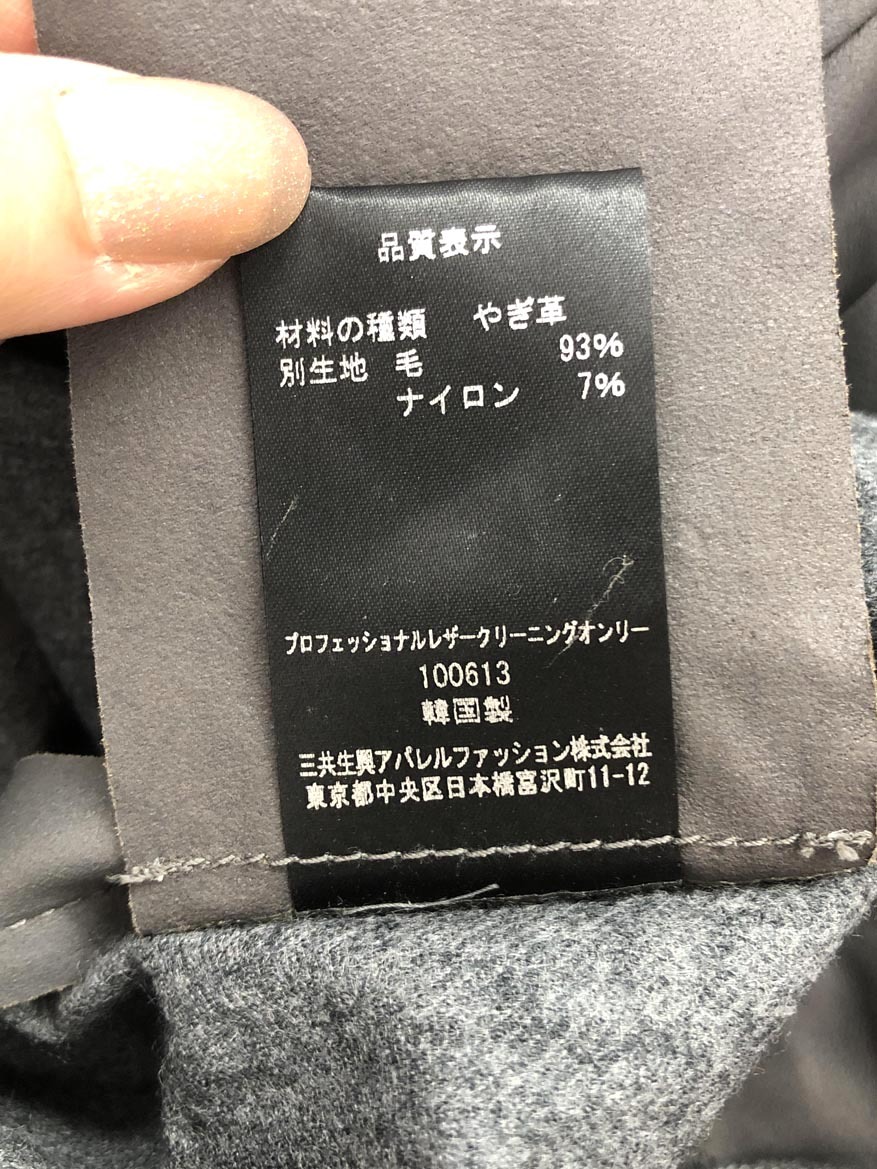 品質表示
材料の種類 やぎ革
別生地 毛 93%
ナイロン 7%
プロフェッショナルレザークリーニングオンリー
100613
韓国製
三共生興アパレルファッション株式会社
東京都中央区日本橋富沢町11-12